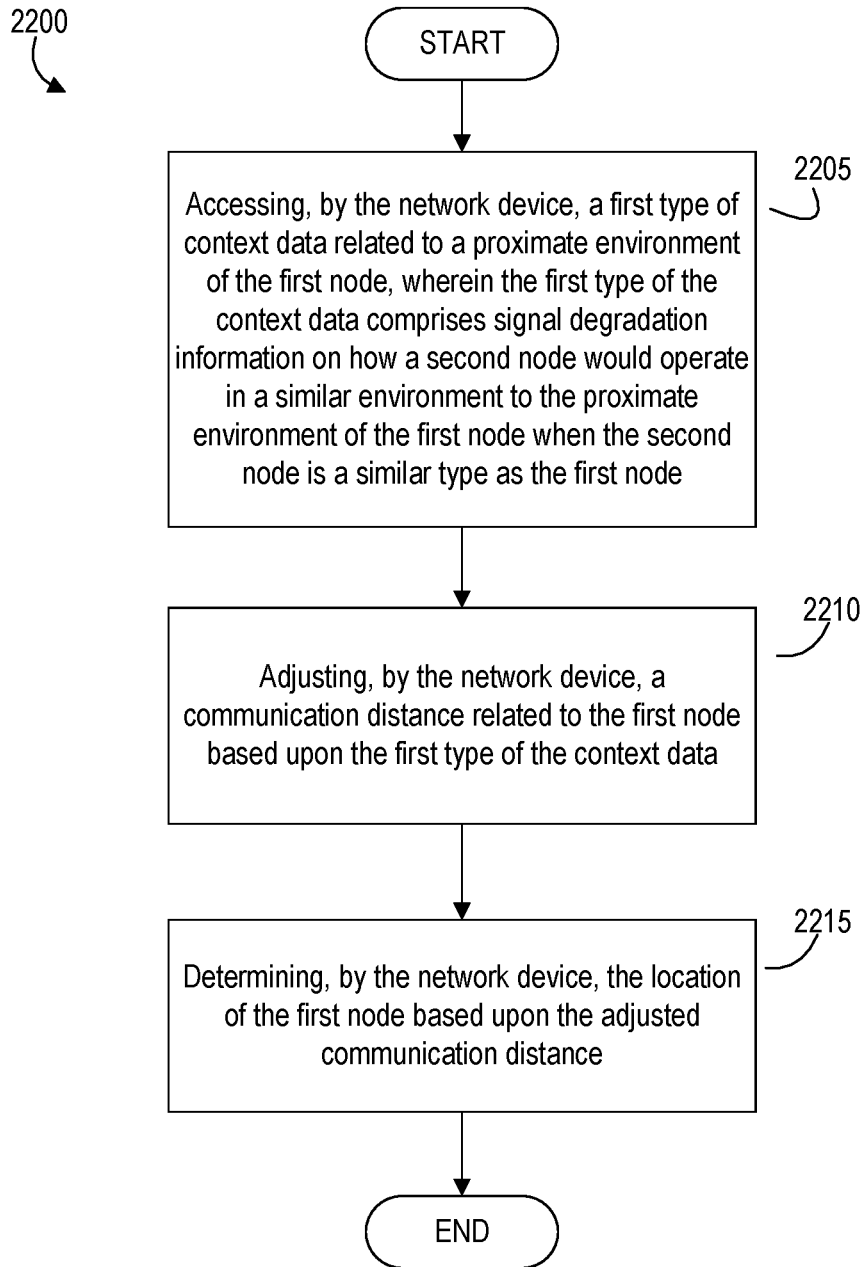 2200
START
2205
Accessing, by the network device, a first type of
context data related to a proximate environment
of the first node, wherein the first type of the
context data comprises signal degradation
information on how a second node would operate
in a similar environment to the proximate
environment of the first node when the second
node is a similar type as the first node
2210
Adjusting, by the network device, a
communication distance related to the first node
based upon the first type of the context data
2215
Determining, by the network device, the location
of the first node based upon the adjusted
communication distance
END